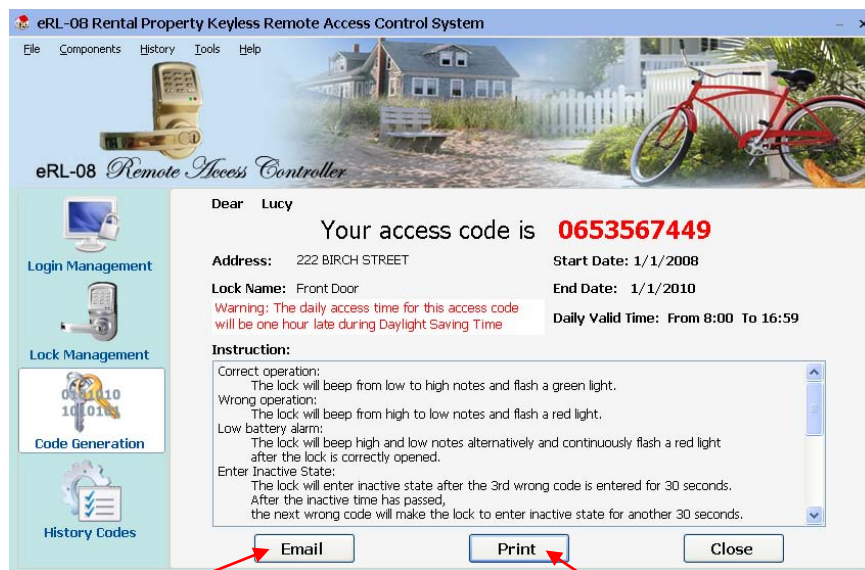 eRL-08 Rental Property Keyless Remote Access Control System
File Components History Tools Help
eRL-08 Remote Access Controller
Login Management
Lock Management
0101010
101010
Code Generation
History Codes
Dear Lucy
Your access code is 0653567449
Address: 222 BIRCH STREET
Start Date: 1/1/2008
Lock Name: Front Door
End Date: 1/1/2010
Warning: The daily access time for this access code
will be one hour late during Daylight Saving Time
Daily Valid Time: From 8:00 To 16:59
Instruction:
Correct operation:
The lock will beep from low to high notes and flash a green light.
Wrong operation:
The lock will beep from high to low notes and flash a red light.
Low battery alarm:
The lock will beep high and low notes alternatively and continuously flash a red light
after the lock is correctly opened.
Enter Inactive State:
The lock will enter inactive state after the 3rd wrong code is entered for 30 seconds.
After the inactive time has passed,
the next wrong code will make the lock to enter inactive state for another 30 seconds.
Email Print Close